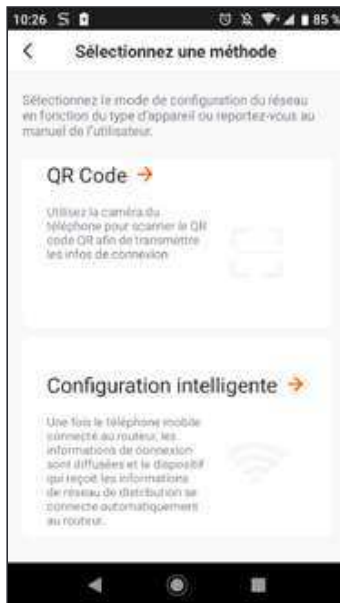 10:26
85 %
Sélectionnez une méthode
Sélectionnez le mode de configuration du réseau
en fonction du type d'appareil ou reportez-vous au
manuel de l'utilisateur.
QR Code →
Utilisez la caméra du
téléphone pour scanner le QR
code QR afin de transmettre
les infos de connexion
Configuration intelligente →
Une fois le téléphone mobile
connecté au routeur, les
informations de connexion
sont diffusées et le dispositif
qui reçoit les informations
de réseau de distribution se
connecte automatiquement
au routeur.